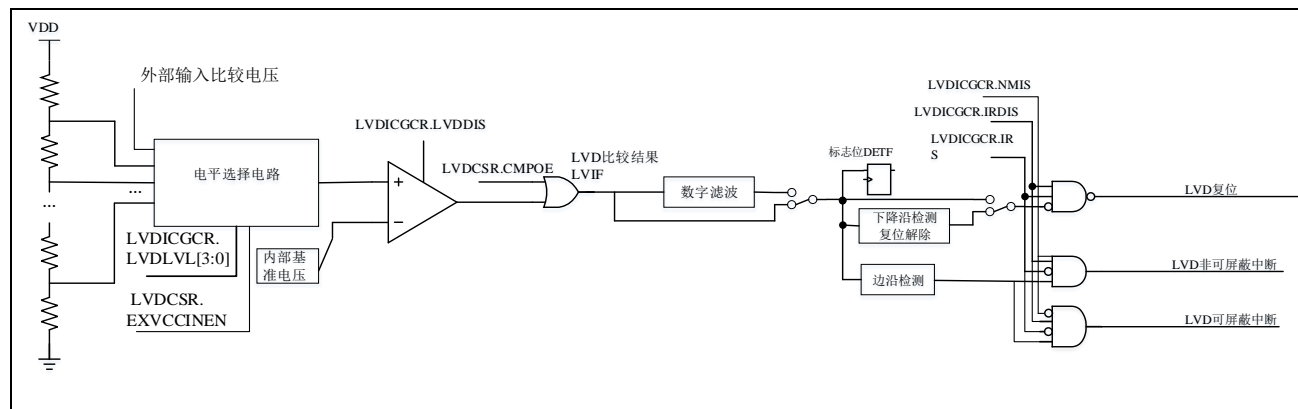 VDD
外部输入比较电压
电平选择电路
...
...
...
LVDICGCR.
LVDLVL[3:0]
LVDCSR.
EXVCCINEN
内部基
准电压
LVDICGCR.LVDDIS
+
−
LVDCSR.CMPOE
LVD比较结果
LVIF
数字滤波
标志位DETF
下降沿检测
复位解除
边沿检测
LVDICGCR.NMIS
LVDICGCR.IRDIS
LVDICGCR.IR
S
LVD复位
LVD非可屏蔽中断
LVD可屏蔽中断